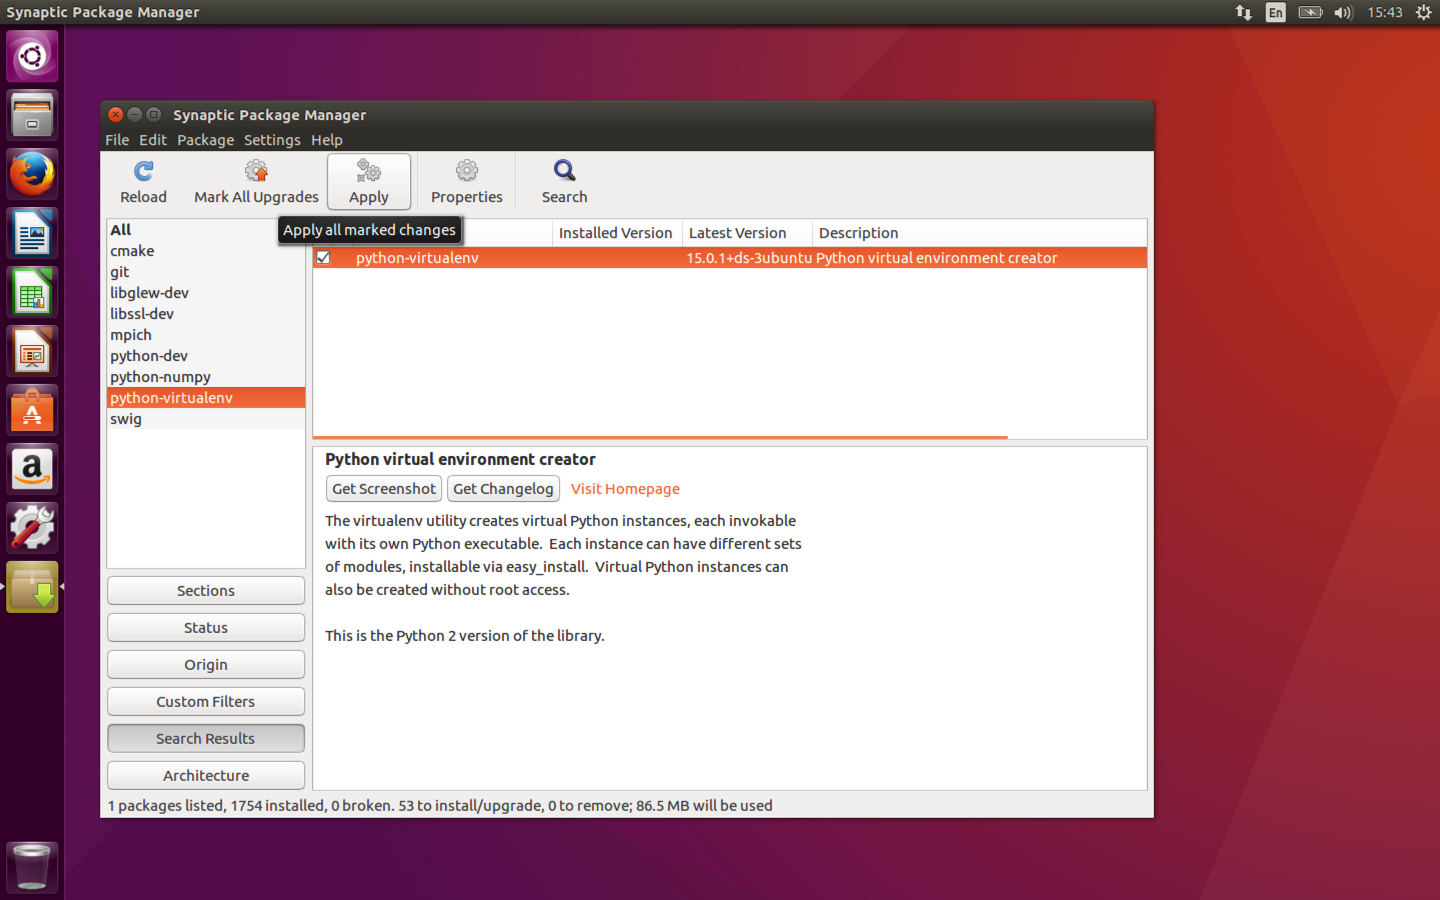 Synaptic Package Manager
En
15:43
Synaptic Package Manager
File Edit Package Settings Help
Reload Mark All Upgrades Apply Properties Search
Apply all marked changes
All
cmake
git
libglew-dev
libssl-dev
mpich
python-dev
python-numpy
python-virtualenv
swig
Installed Version Latest Version Description
python-virtualenv 15.0.1+ds-3ubuntu Python virtual environment creator
Python virtual environment creator
Get Screenshot Get Changelog Visit Homepage
The virtualenv utility creates virtual Python instances, each invokable
with its own Python executable. Each instance can have different sets
of modules, installable via easy_install. Virtual Python instances can
also be created without root access.
This is the Python 2 version of the library.
Sections
Status
Origin
Custom Filters
Search Results
Architecture
1 packages listed, 1754 installed, 0 broken. 53 to install/upgrade, 0 to remove; 86.5 MB will be used